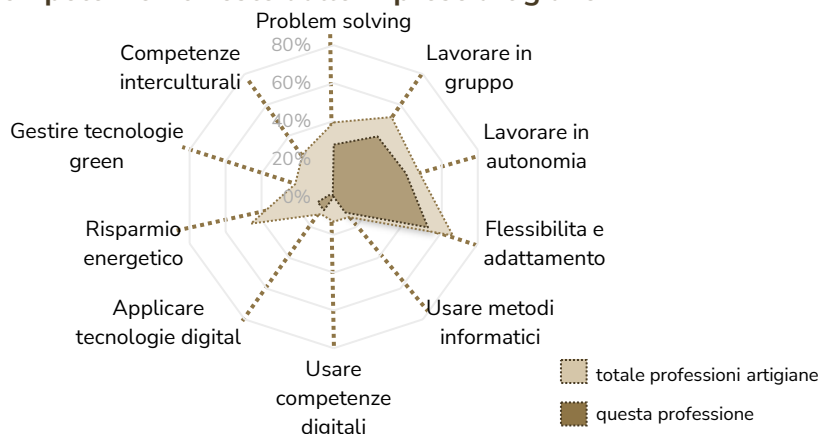 Problem solving
80%
60%
40%
20%
0%
Lavorare in
gruppo
Lavorare in
autonomia
Flessibilita e
adattamento
Usare metodi
informatici
Usare
competenze
digitali
Applicare
tecnologie digital
Risparmio
energetico
Gestire tecnologie
green
Competenze
interculturali
totale professioni artigiane
questa professione